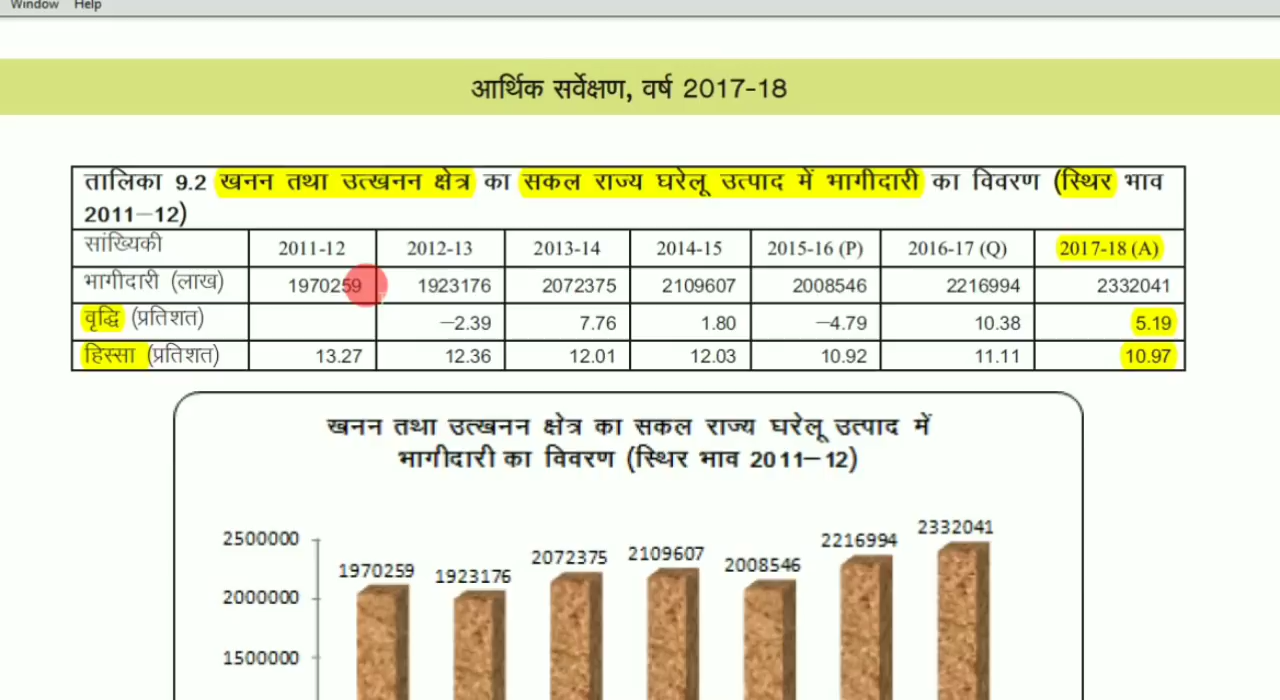 Window Help
आर्थिक सर्वेक्षण, वर्ष 2017-18
तालिका 9.2 खनन तथा उत्खनन क्षेत्र का सकल राज्य घरेलू उत्पाद में भागीदारी का विवरण (स्थिर भाव
2011–12)
सांख्यिकी 2011-12 2012-13 2013-14 2014-15 2015-16 (P) 2016-17 (Q) 2017-18 (A)
भागीदारी (लाख) 1970259 1923176 2072375 2109607 2008546 2216994 2332041
वृद्धि (प्रतिशत) –2.39 7.76 1.80 –4.79 10.38 5.19
हिस्सा (प्रतिशत) 13.27 12.36 12.01 12.03 10.92 11.11 10.97
खनन तथा उत्खनन क्षेत्र का सकल राज्य घरेलू उत्पाद में
भागीदारी का विवरण (स्थिर भाव 2011–12)
2500000
2000000
1500000
1970259 1923176 2072375 2109607 2008546 2216994 2332041